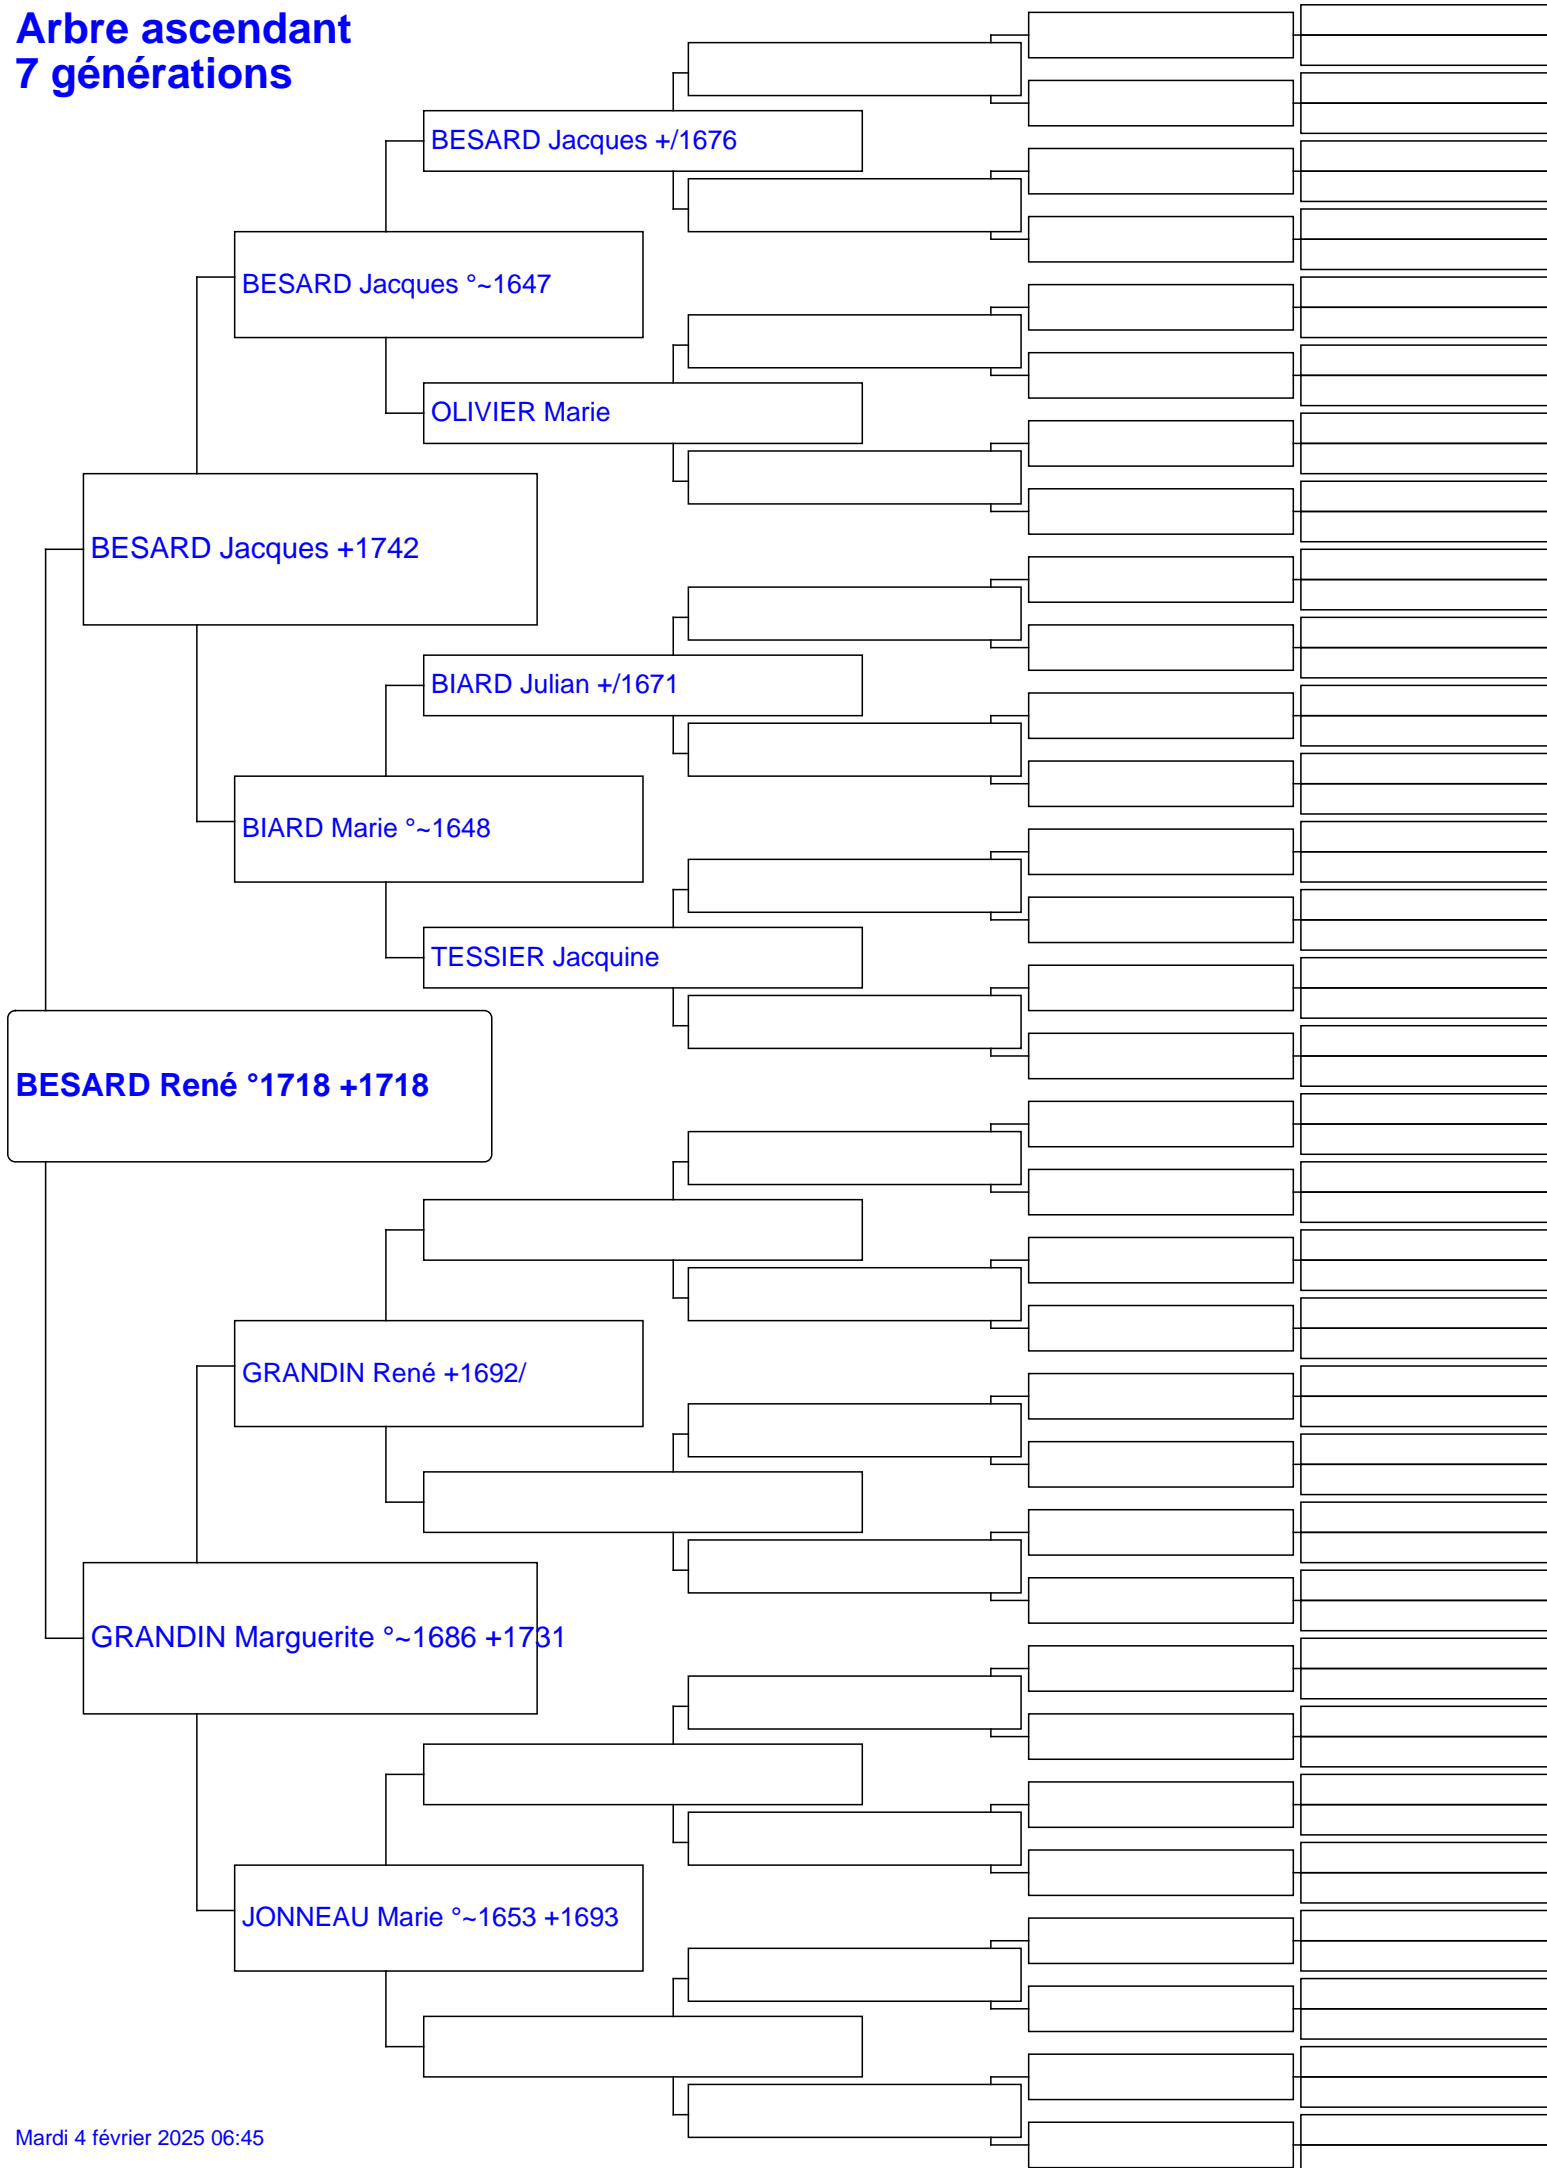 Arbre ascendant
7 générations
BESARD Jacques +/1676
BESARD Jacques °~1647
OLIVIER Marie
BESARD Jacques +1742
BIARD Julian +/1671
BIARD Marie °~1648
TESSIER Jacquine
BESARD René °1718 +1718
GRANDIN René +1692/
GRANDIN Marguerite °~1686 +1731
JONNEAU Marie °~1653 +1693
Mardi 4 février 2025 06:45